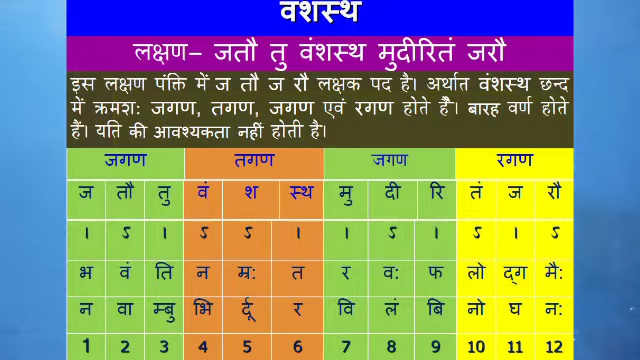 वंशस्थ
लक्षण– जतौ तु वंशस्थ मुदीरितं जरौ
इस लक्षण पंक्ति में ज तौ ज रौ लक्षक पद है। अर्थात वंशस्थ छन्द
में क्रमश: जगण, तगण, जगण एवं रगण होते हैं। बारह वर्ण होते
हैं। यति की आवश्यकता नहीं होती है।
जगण तगण जगण रगण
ज तौ तु वं श स्थ मु दी रि तं ज रौ
। ऽ । ऽ ऽ । । ऽ । ऽ । ऽ
भ वं ति न म्र: त र व: फ लो द्ग मै:
न वा म्बु भि र्दू र वि लं बि नो घ न:
1 2 3 4 5 6 7 8 9 10 11 12